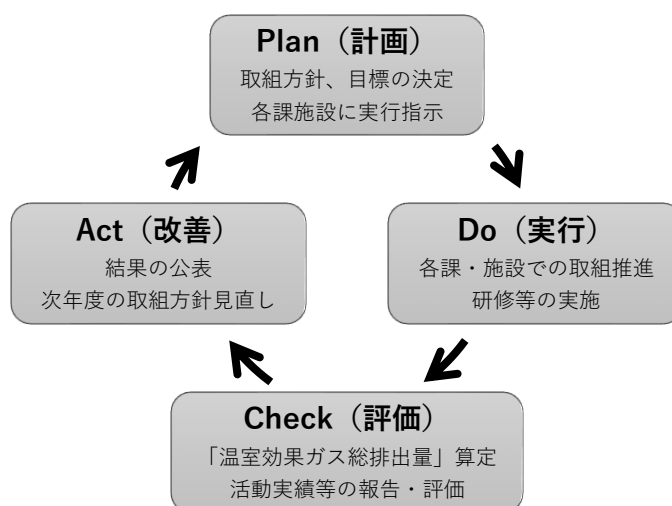 Plan（計画）
取組方針、目標の決定
各課施設に実行指示
Act（改善）
結果の公表
次年度の取組方針見直し
Do（実行）
各課・施設での取組推進
研修等の実施
Check（評価）
「温室効果ガス総排出量」算定
活動実績等の報告・評価